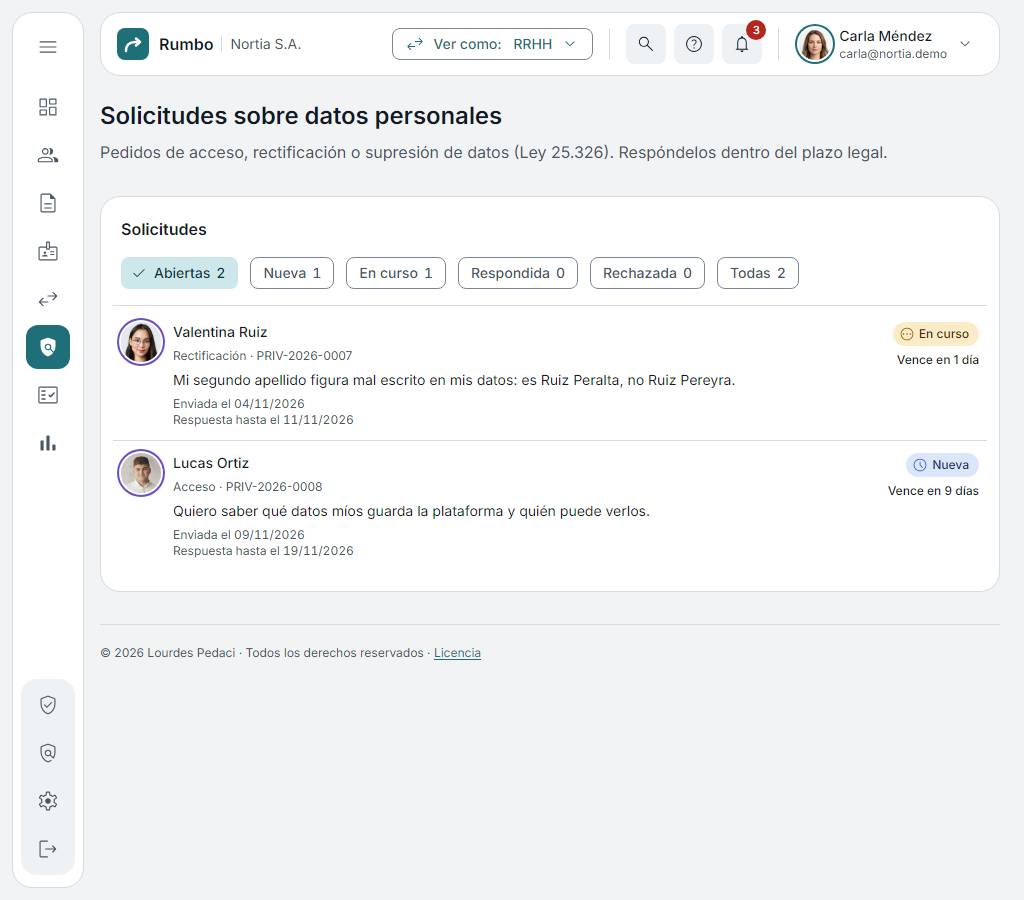 Rumbo
Nortia S.A.
Ver como: RRHH
3
Carla Méndez
carla@nortia.demo
Solicitudes sobre datos personales
Pedidos de acceso, rectificación o supresión de datos (Ley 25.326). Respóndelos dentro del plazo legal.
Solicitudes
Abiertas 2
Nueva 1
En curso 1
Respondida 0
Rechazada 0
Todas 2
Valentina Ruiz
En curso
Rectificación · PRIV-2026-0007
Vence en 1 día
Mi segundo apellido figura mal escrito en mis datos: es Ruiz Peralta, no Ruiz Pereyra.
Enviada el 04/11/2026
Respuesta hasta el 11/11/2026
Lucas Ortiz
Nueva
Acceso · PRIV-2026-0008
Vence en 9 días
Quiero saber qué datos míos guarda la plataforma y quién puede verlos.
Enviada el 09/11/2026
Respuesta hasta el 19/11/2026
© 2026 Lourdes Pedaci · Todos los derechos reservados · Licencia